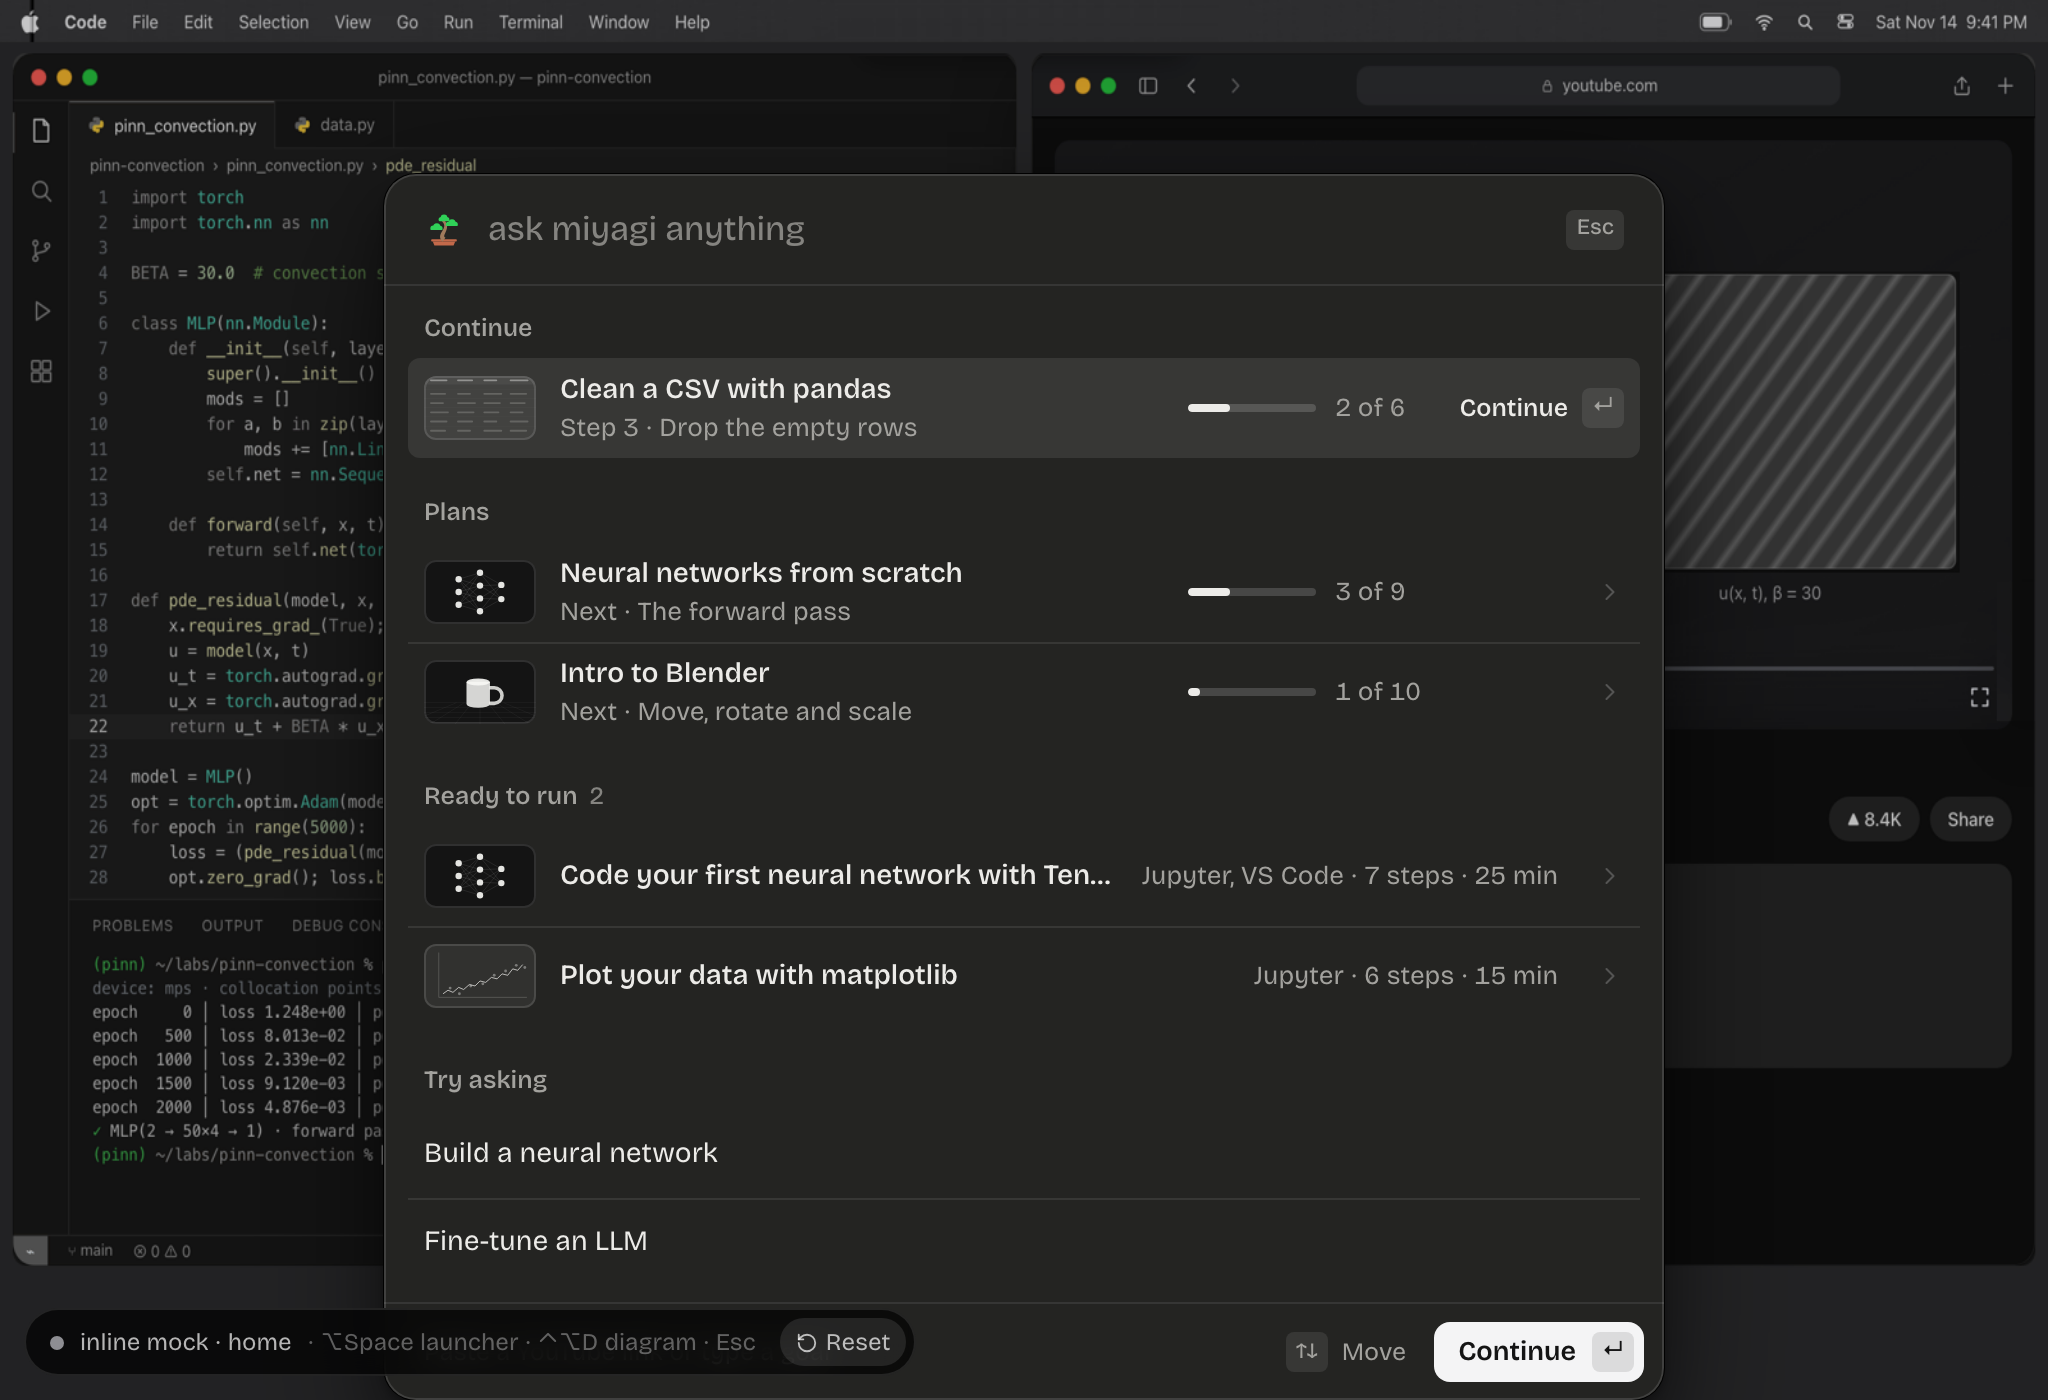 Code File Edit Selection View Go Run Terminal Window Help
Sat Nov 14 9:41 PM
pinn_convection.py — pinn-convection
youtube.com
pinn_convection.py
data.py
pinn-convection › pinn_convection.py › pde_residual
1 import torch
2 import torch.nn as nn
3
4 BETA = 30.0 # convection
5
6 class MLP(nn.Module):
7 def __init__(self, laye
8 super().__init__()
9 mods = []
10 for a, b in zip(lay
11 mods += [nn.Lin
12 self.net = nn.Seque
13
14 def forward(self, x, t)
15 return self.net(tor
16
17 def pde_residual(model, x,
18 x.requires_grad_(True);
19 u = model(x, t)
20 u_t = torch.autograd.gr
21 u_x = torch.autograd.gr
22 return u_t + BETA * u_x
23
24 model = MLP()
25 opt = torch.optim.Adam(mode
26 for epoch in range(5000):
27 loss = (pde_residual(mo
28 opt.zero_grad(); loss.b
PROBLEMS OUTPUT DEBUG CON
(pinn) ~/labs/pinn-convection %
device: mps · collocation points
epoch 0 | loss 1.248e+00 | p
epoch 500 | loss 8.013e-02 | p
epoch 1000 | loss 2.339e-02 | p
epoch 1500 | loss 9.120e-03 | p
epoch 2000 | loss 4.876e-03 | p
✓ MLP(2 → 50×4 → 1) · forward pa
(pinn) ~/labs/pinn-convection %
main 0 0
ask miyagi anything
Esc
Continue
Clean a CSV with pandas
Step 3 · Drop the empty rows
2 of 6
Continue
Plans
Neural networks from scratch
Next · The forward pass
3 of 9
Intro to Blender
Next · Move, rotate and scale
1 of 10
Ready to run 2
Code your first neural network with Ten...
Jupyter, VS Code · 7 steps · 25 min
Plot your data with matplotlib
Jupyter · 6 steps · 15 min
Try asking
Build a neural network
Fine-tune an LLM
Move
Continue
u(x, t), β = 30
▲ 8.4K
Share
inline mock · home · ⌥Space launcher · ⌃⌥D diagram · Esc
Reset